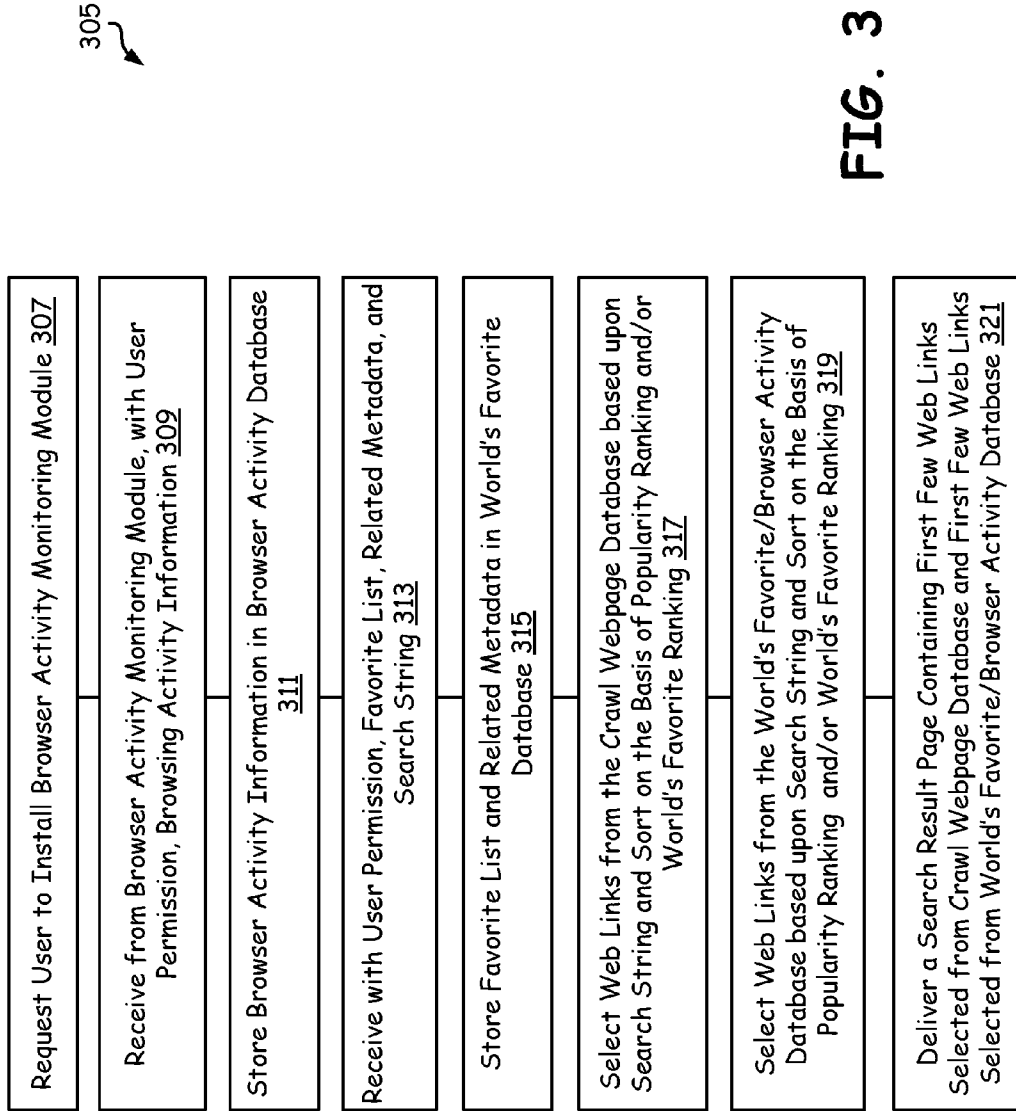 305
Request User to Install Browser Activity Monitoring Module 307
Receive from Browser Activity Monitoring Module, with User
Permission, Browsing Activity Information 309
Store Browser Activity Information in Browser Activity Database
311
Receive with User Permission, Favorite List, Related Metadata, and
Search String 313
Store Favorite List and Related Metadata in World's Favorite
Database 315
Select Web Links from the Crawl Webpage Database based upon
Search String and Sort on the Basis of Popularity Ranking and/or
World's Favorite Ranking 317
Select Web Links from the World's Favorite/Browser Activity
Database based upon Search String and Sort on the Basis of
Popularity Ranking and/or World's Favorite Ranking 319
Deliver a Search Result Page Containing First Few Web Links
Selected from Crawl Webpage Database and First Few Web Links
Selected from World's Favorite/Browser Activity Database 321
FIG. 3